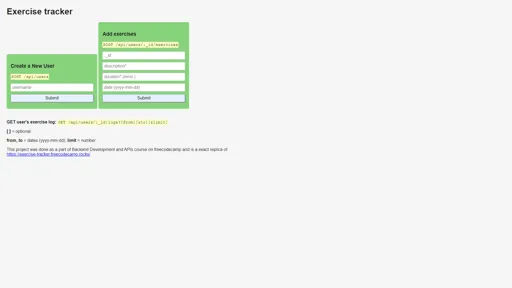 Exercise tracker
Create a New User
POST /api/users
username
Submit
Add exercises
POST /api/users/:_id/exercises
_id
description*
duration* (mins.)
date (yyyy-mm-dd)
Submit
GET user's exercise log: GET /api/users/:_id/logs?[from][&to][&limit]
[ ] = optional
from, to = dates (yyyy-mm-dd); limit = number
This project was done as a part of Backend Development and APIs course on freecodecamp and is a exact replica of
https://exercise-tracker.freecodecamp.rocks/